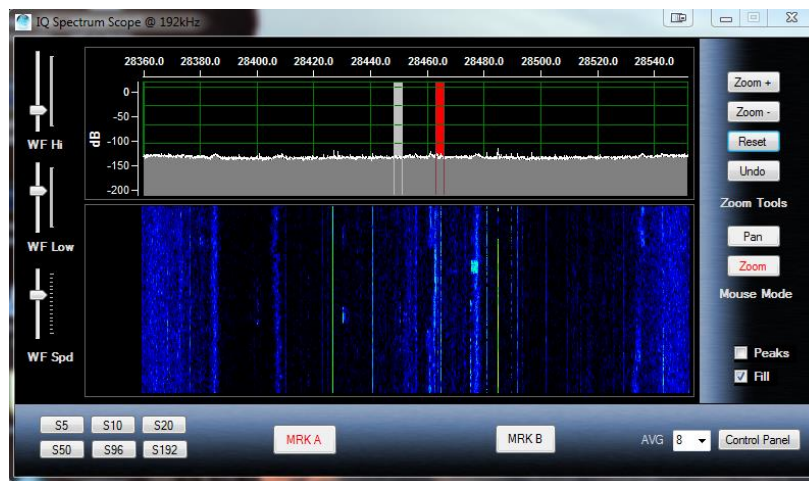 IQ Spectrum Scope @ 192kHz
28360.0 28380.0 28400.0 28420.0 28440.0 28460.0 28480.0 28500.0 28520.0 28540.0
0
-50
-100
-150
-200
dB
WF Hi
WF Low
WF Spd
Zoom +
Zoom -
Reset
Undo
Zoom Tools
Pan
Zoom
Mouse Mode
Peaks
Fill
S5 S10 S20
S50 S96 S192
MRK A
MRK B
AVG 8
Control Panel